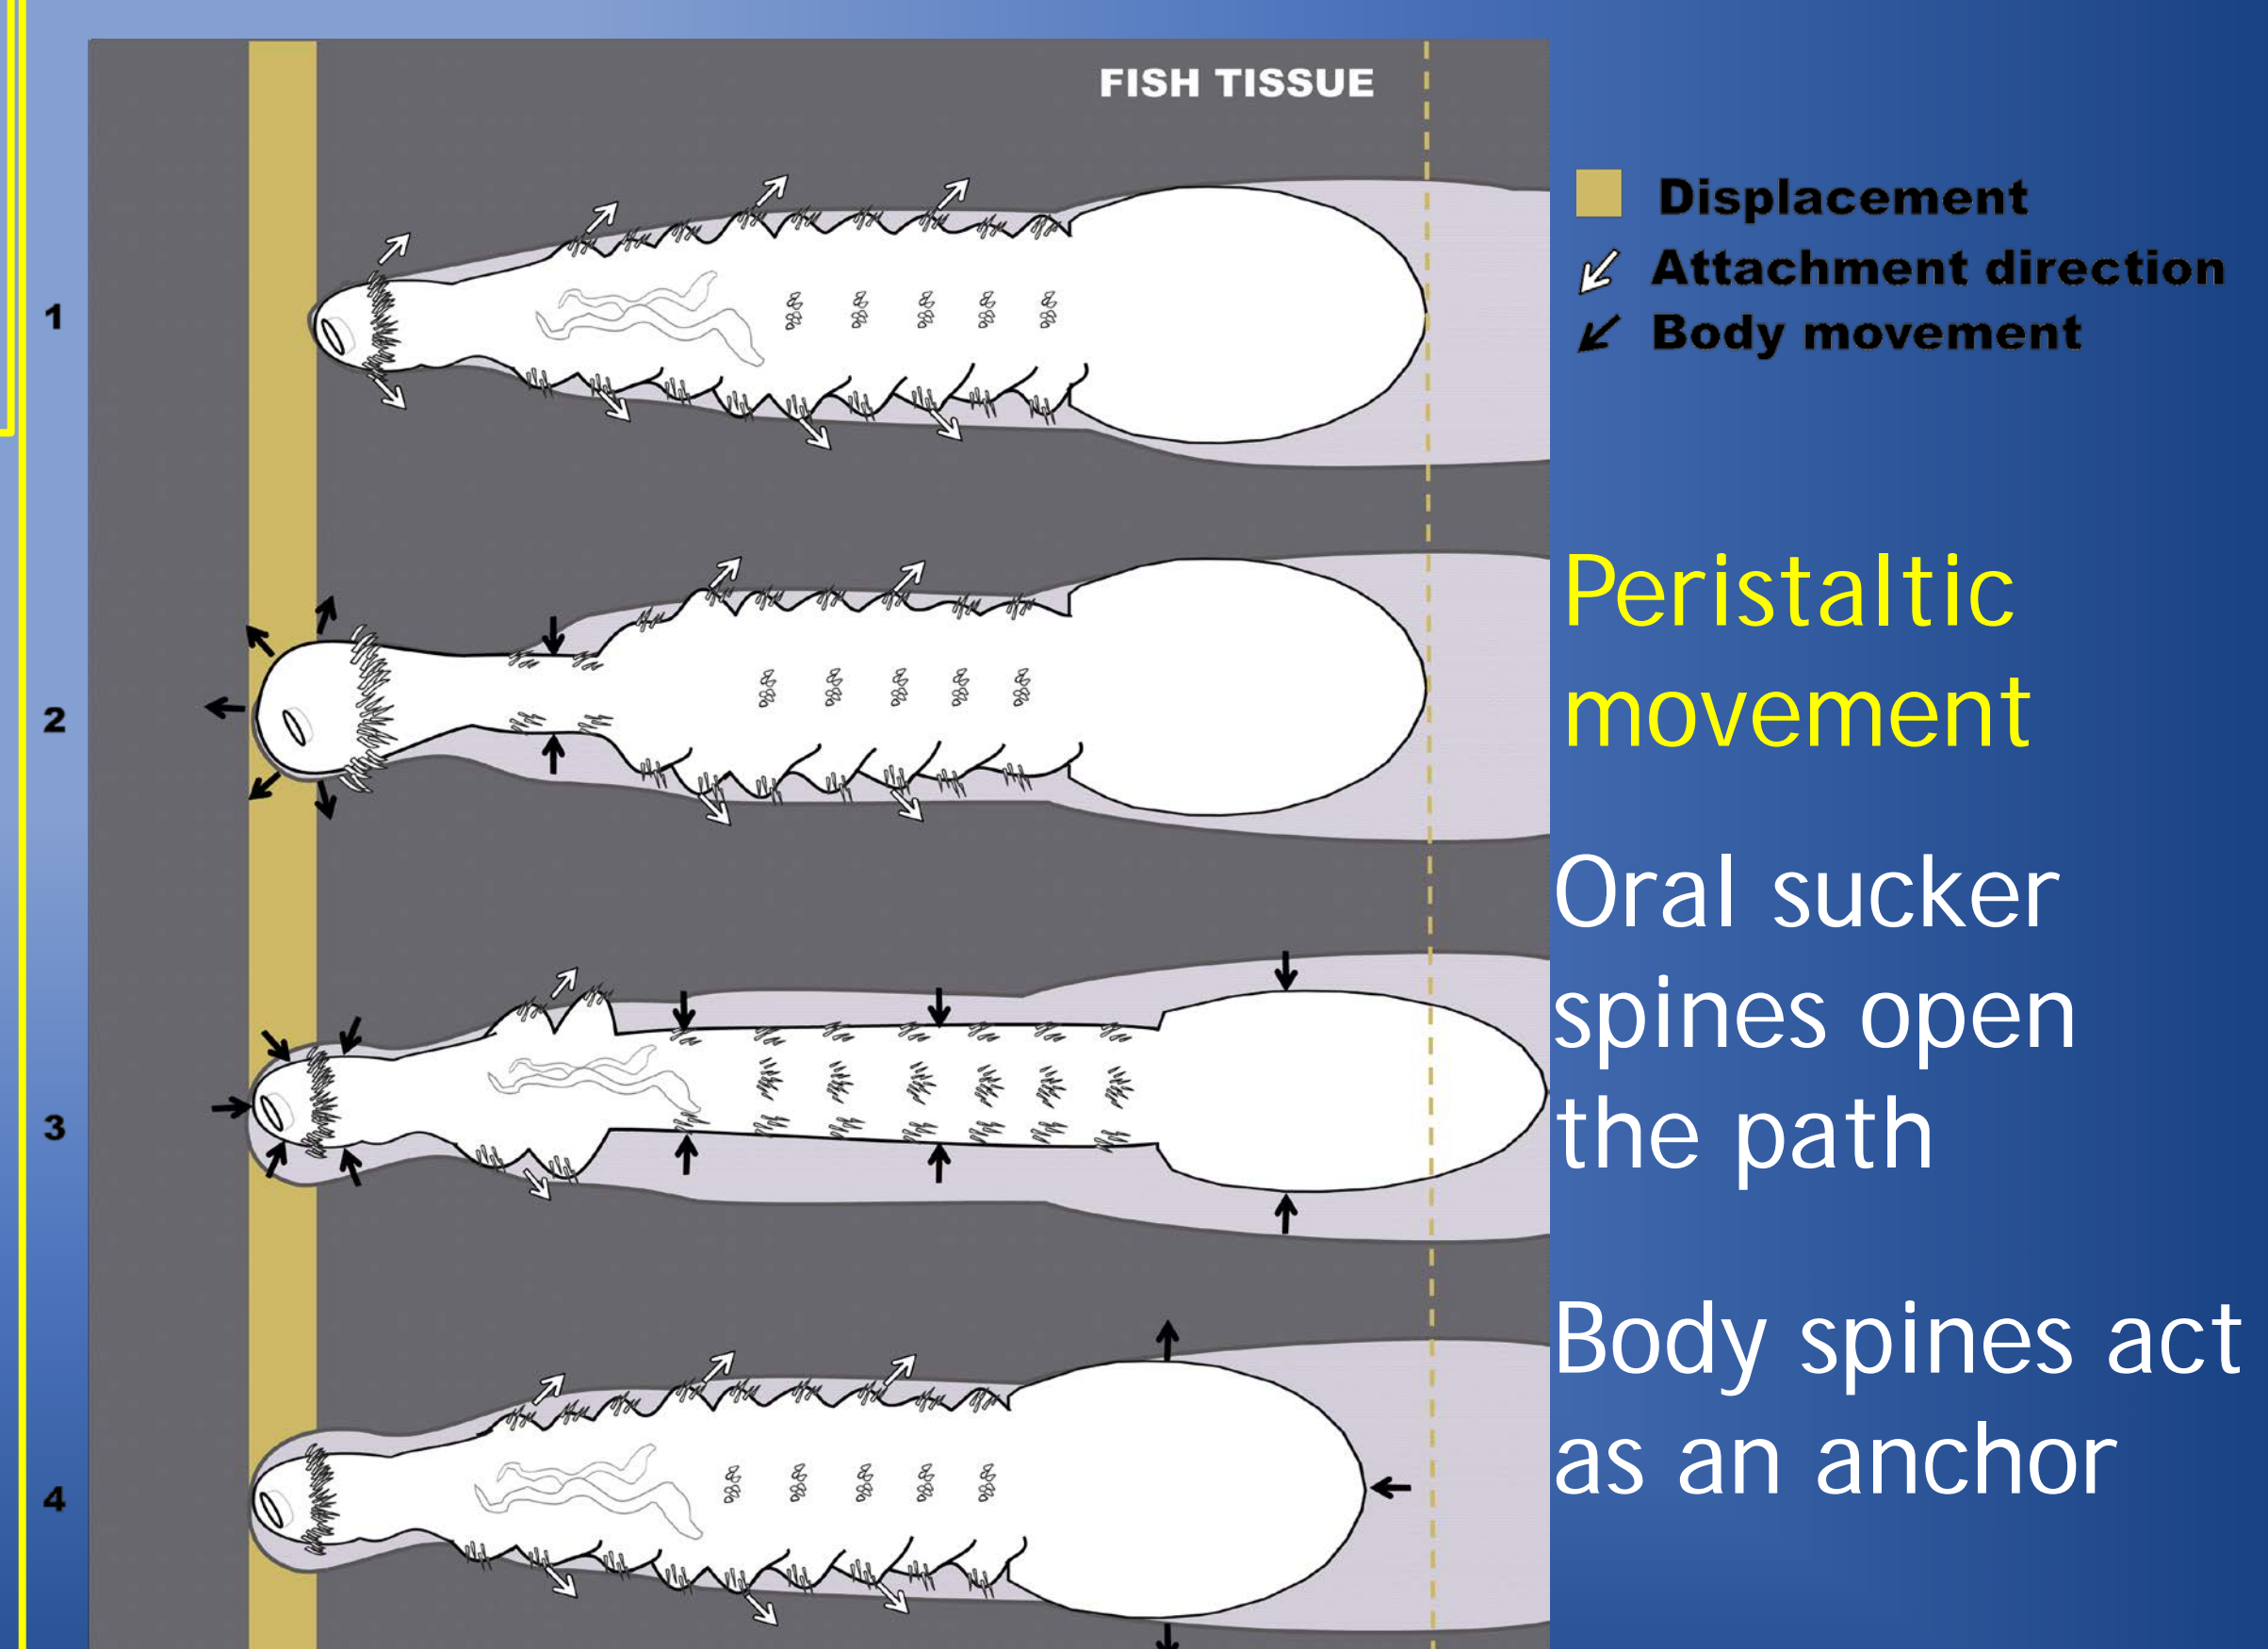 FISH TISSUE
Displacement
Attachment direction
Body movement
1
2
3
4
Peristaltic
movement
Oral sucker
spines open
the path
Body spines act
as an anchor